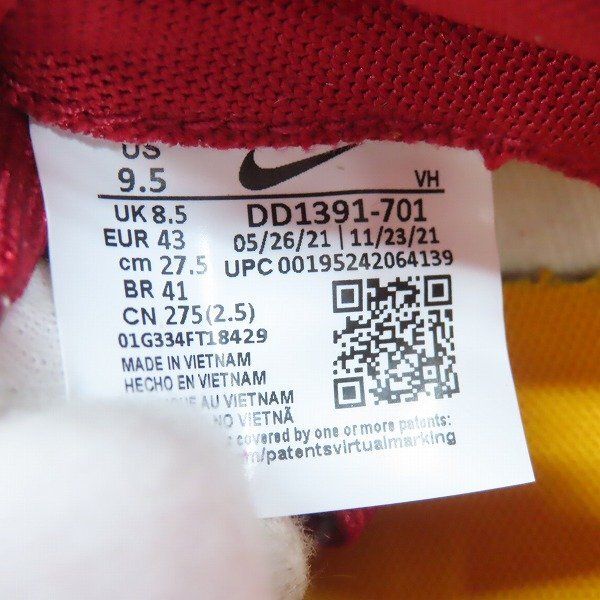 US
9.5 VH
UK 8.5 DD1391-701
EUR 43 05/26/21 | 11/23/21
cm 27.5 UPC 00195242064139
BR 41
CN 275(2.5)
01G334FT18429
MADE IN VIETNAM
HECHO EN VIETNAM
AU VIETNAM
NO VIETNÃ
covered by one or more patents:
/patentsvirtualmarking